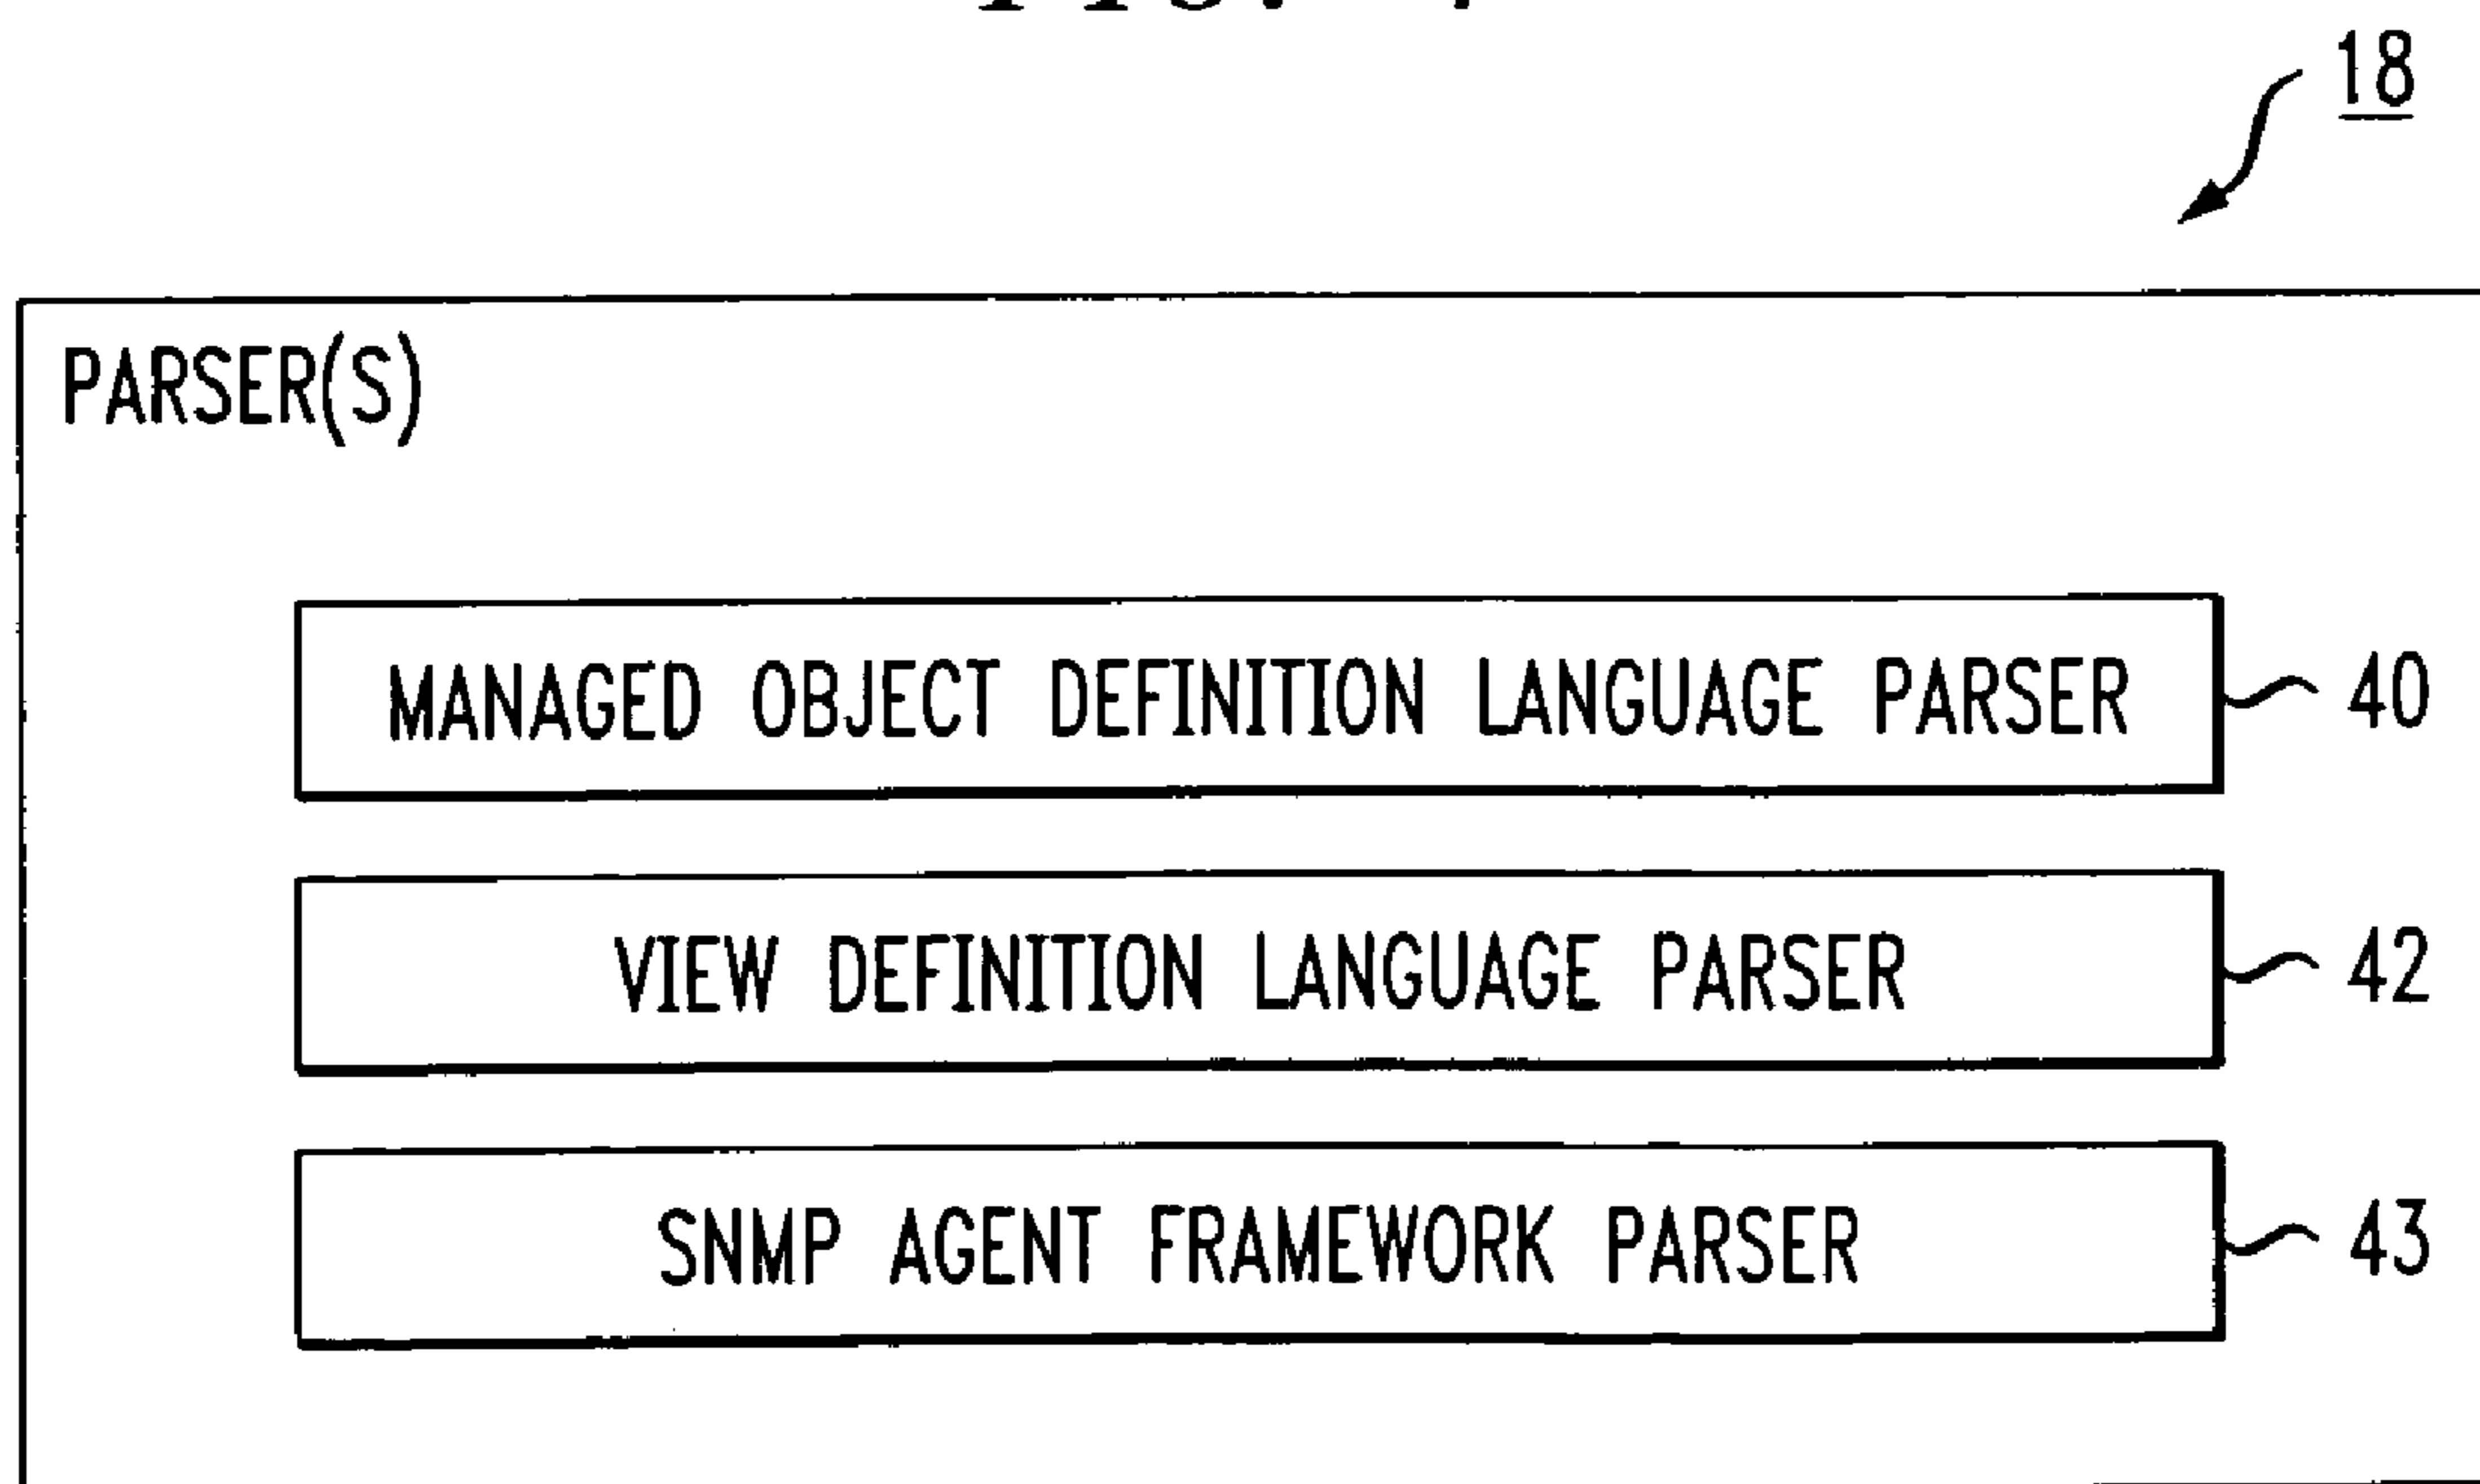 18
PARSER(S)
MANAGED OBJECT DEFINITION LANGUAGE PARSER 40
VIEW DEFINITION LANGUAGE PARSER 42
SNMP AGENT FRAMEWORK PARSER 43